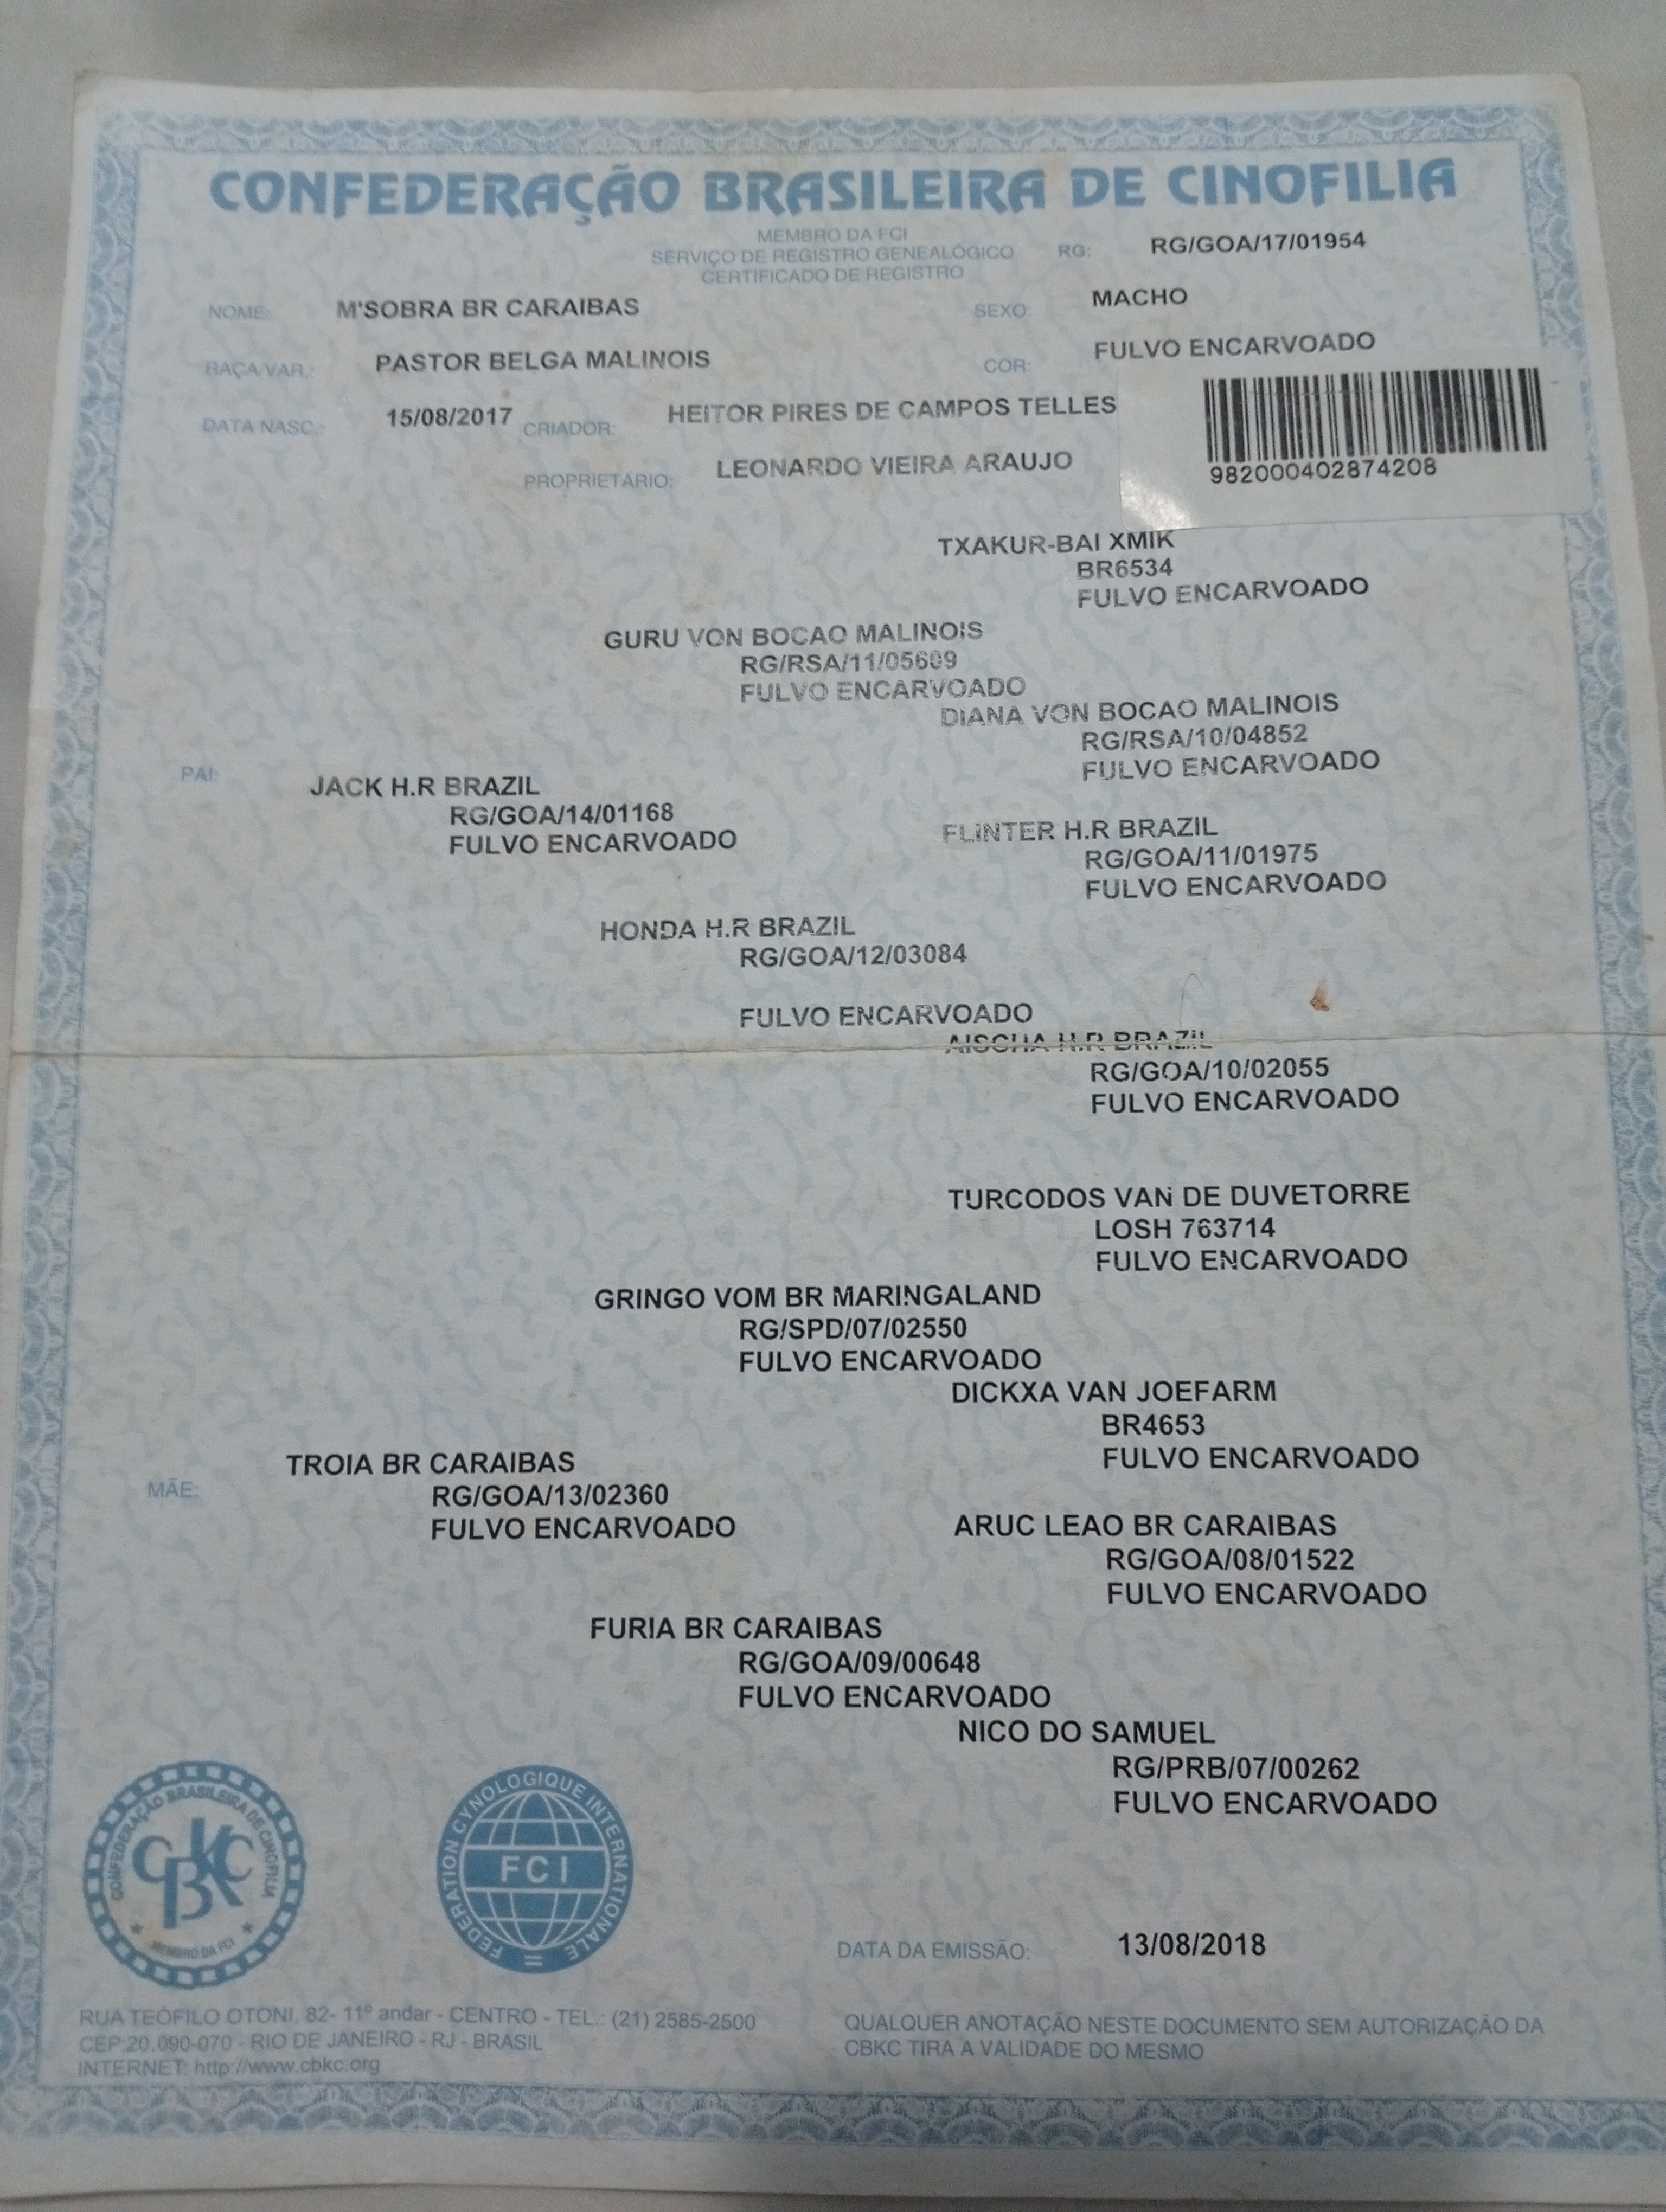 CONFEDERAÇÃO BRASILEIRA DE CINOFILIA
MEMBRO DA FCI
SERVIÇO DE REGISTRO GENEALÓGICO RG: RG/GOA/17/01954
CERTIFICADO DE REGISTRO
NOME: M'SOBRA BR CARAIBAS SEXO: MACHO
RAÇA/VAR.: PASTOR BELGA MALINOIS COR: FULVO ENCARVOADO
DATA NASC.: 15/08/2017 CRIADOR: HEITOR PIRES DE CAMPOS TELLES
PROPRIETÁRIO: LEONARDO VIEIRA ARAUJO
982000402874208
TXAKUR-BAI XMIK
BR6534
FULVO ENCARVOADO
GURU VON BOCAO MALINOIS
RG/RSA/11/05609
FULVO ENCARVOADO
DIANA VON BOCAO MALINOIS
RG/RSA/10/04852
FULVO ENCARVOADO
PAI: JACK H.R BRAZIL
RG/GOA/14/01168
FULVO ENCARVOADO
FLINTER H.R BRAZIL
RG/GOA/11/01975
FULVO ENCARVOADO
HONDA H.R BRAZIL
RG/GOA/12/03084
FULVO ENCARVOADO
AISCHA H.R BRAZIL
RG/GOA/10/02055
FULVO ENCARVOADO
TURCODOS VAN DE DUVETORRE
LOSH 763714
FULVO ENCARVOADO
GRINGO VOM BR MARINGALAND
RG/SPD/07/02550
FULVO ENCARVOADO
DICKXA VAN JOEFARM
BR4653
FULVO ENCARVOADO
MÃE: TROIA BR CARAIBAS
RG/GOA/13/02360
FULVO ENCARVOADO
ARUC LEAO BR CARAIBAS
RG/GOA/08/01522
FULVO ENCARVOADO
FURIA BR CARAIBAS
RG/GOA/09/00648
FULVO ENCARVOADO
NICO DO SAMUEL
RG/PRB/07/00262
FULVO ENCARVOADO
CONFEDERAÇÃO BRASILEIRA DE CINOFILIA
CBKC
MEMBRO DA FCI
FEDERATION CYNOLOGIQUE INTERNATIONALE
FCI
DATA DA EMISSÃO: 13/08/2018
RUA TEÓFILO OTONI, 82- 11º andar - CENTRO - TEL.: (21) 2585-2500
CEP:20.090-070 - RIO DE JANEIRO - RJ - BRASIL
INTERNET: http://www.cbkc.org
QUALQUER ANOTAÇÃO NESTE DOCUMENTO SEM AUTORIZAÇÃO DA
CBKC TIRA A VALIDADE DO MESMO